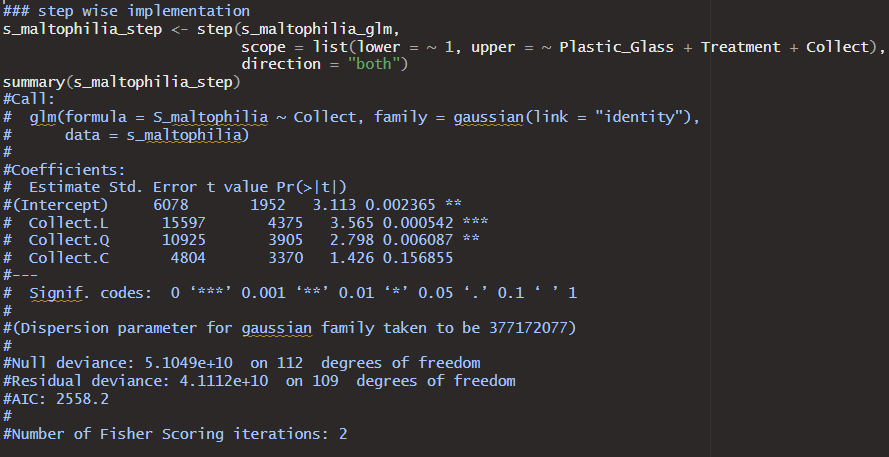 ### step wise implementation
s_maltophilia_step <- step(s_maltophilia_glm,
                           scope = list(lower = ~ 1, upper = ~ Plastic_Glass + Treatment + Collect),
                           direction = "both")
summary(s_maltophilia_step)
#Call:
#  glm(formula = S_maltophilia ~ Collect, family = gaussian(link = "identity"),
#      data = s_maltophilia)
#
#Coefficients:
#  Estimate Std. Error t value Pr(>|t|)
#(Intercept)     6078       1952   3.113 0.002365 **
#  Collect.L    15597       4375   3.565 0.000542 ***
#  Collect.Q    10925       3905   2.798 0.006087 **
#  Collect.C     4804       3370   1.426 0.156855
#---
#  Signif. codes:  0 ‘***’ 0.001 ‘**’ 0.01 ‘*’ 0.05 ‘.’ 0.1 ‘ ’ 1
#
#(Dispersion parameter for gaussian family taken to be 377172077)
#
#Null deviance: 5.1049e+10  on 112  degrees of freedom
#Residual deviance: 4.1112e+10  on 109  degrees of freedom
#AIC: 2558.2
#
#Number of Fisher Scoring iterations: 2